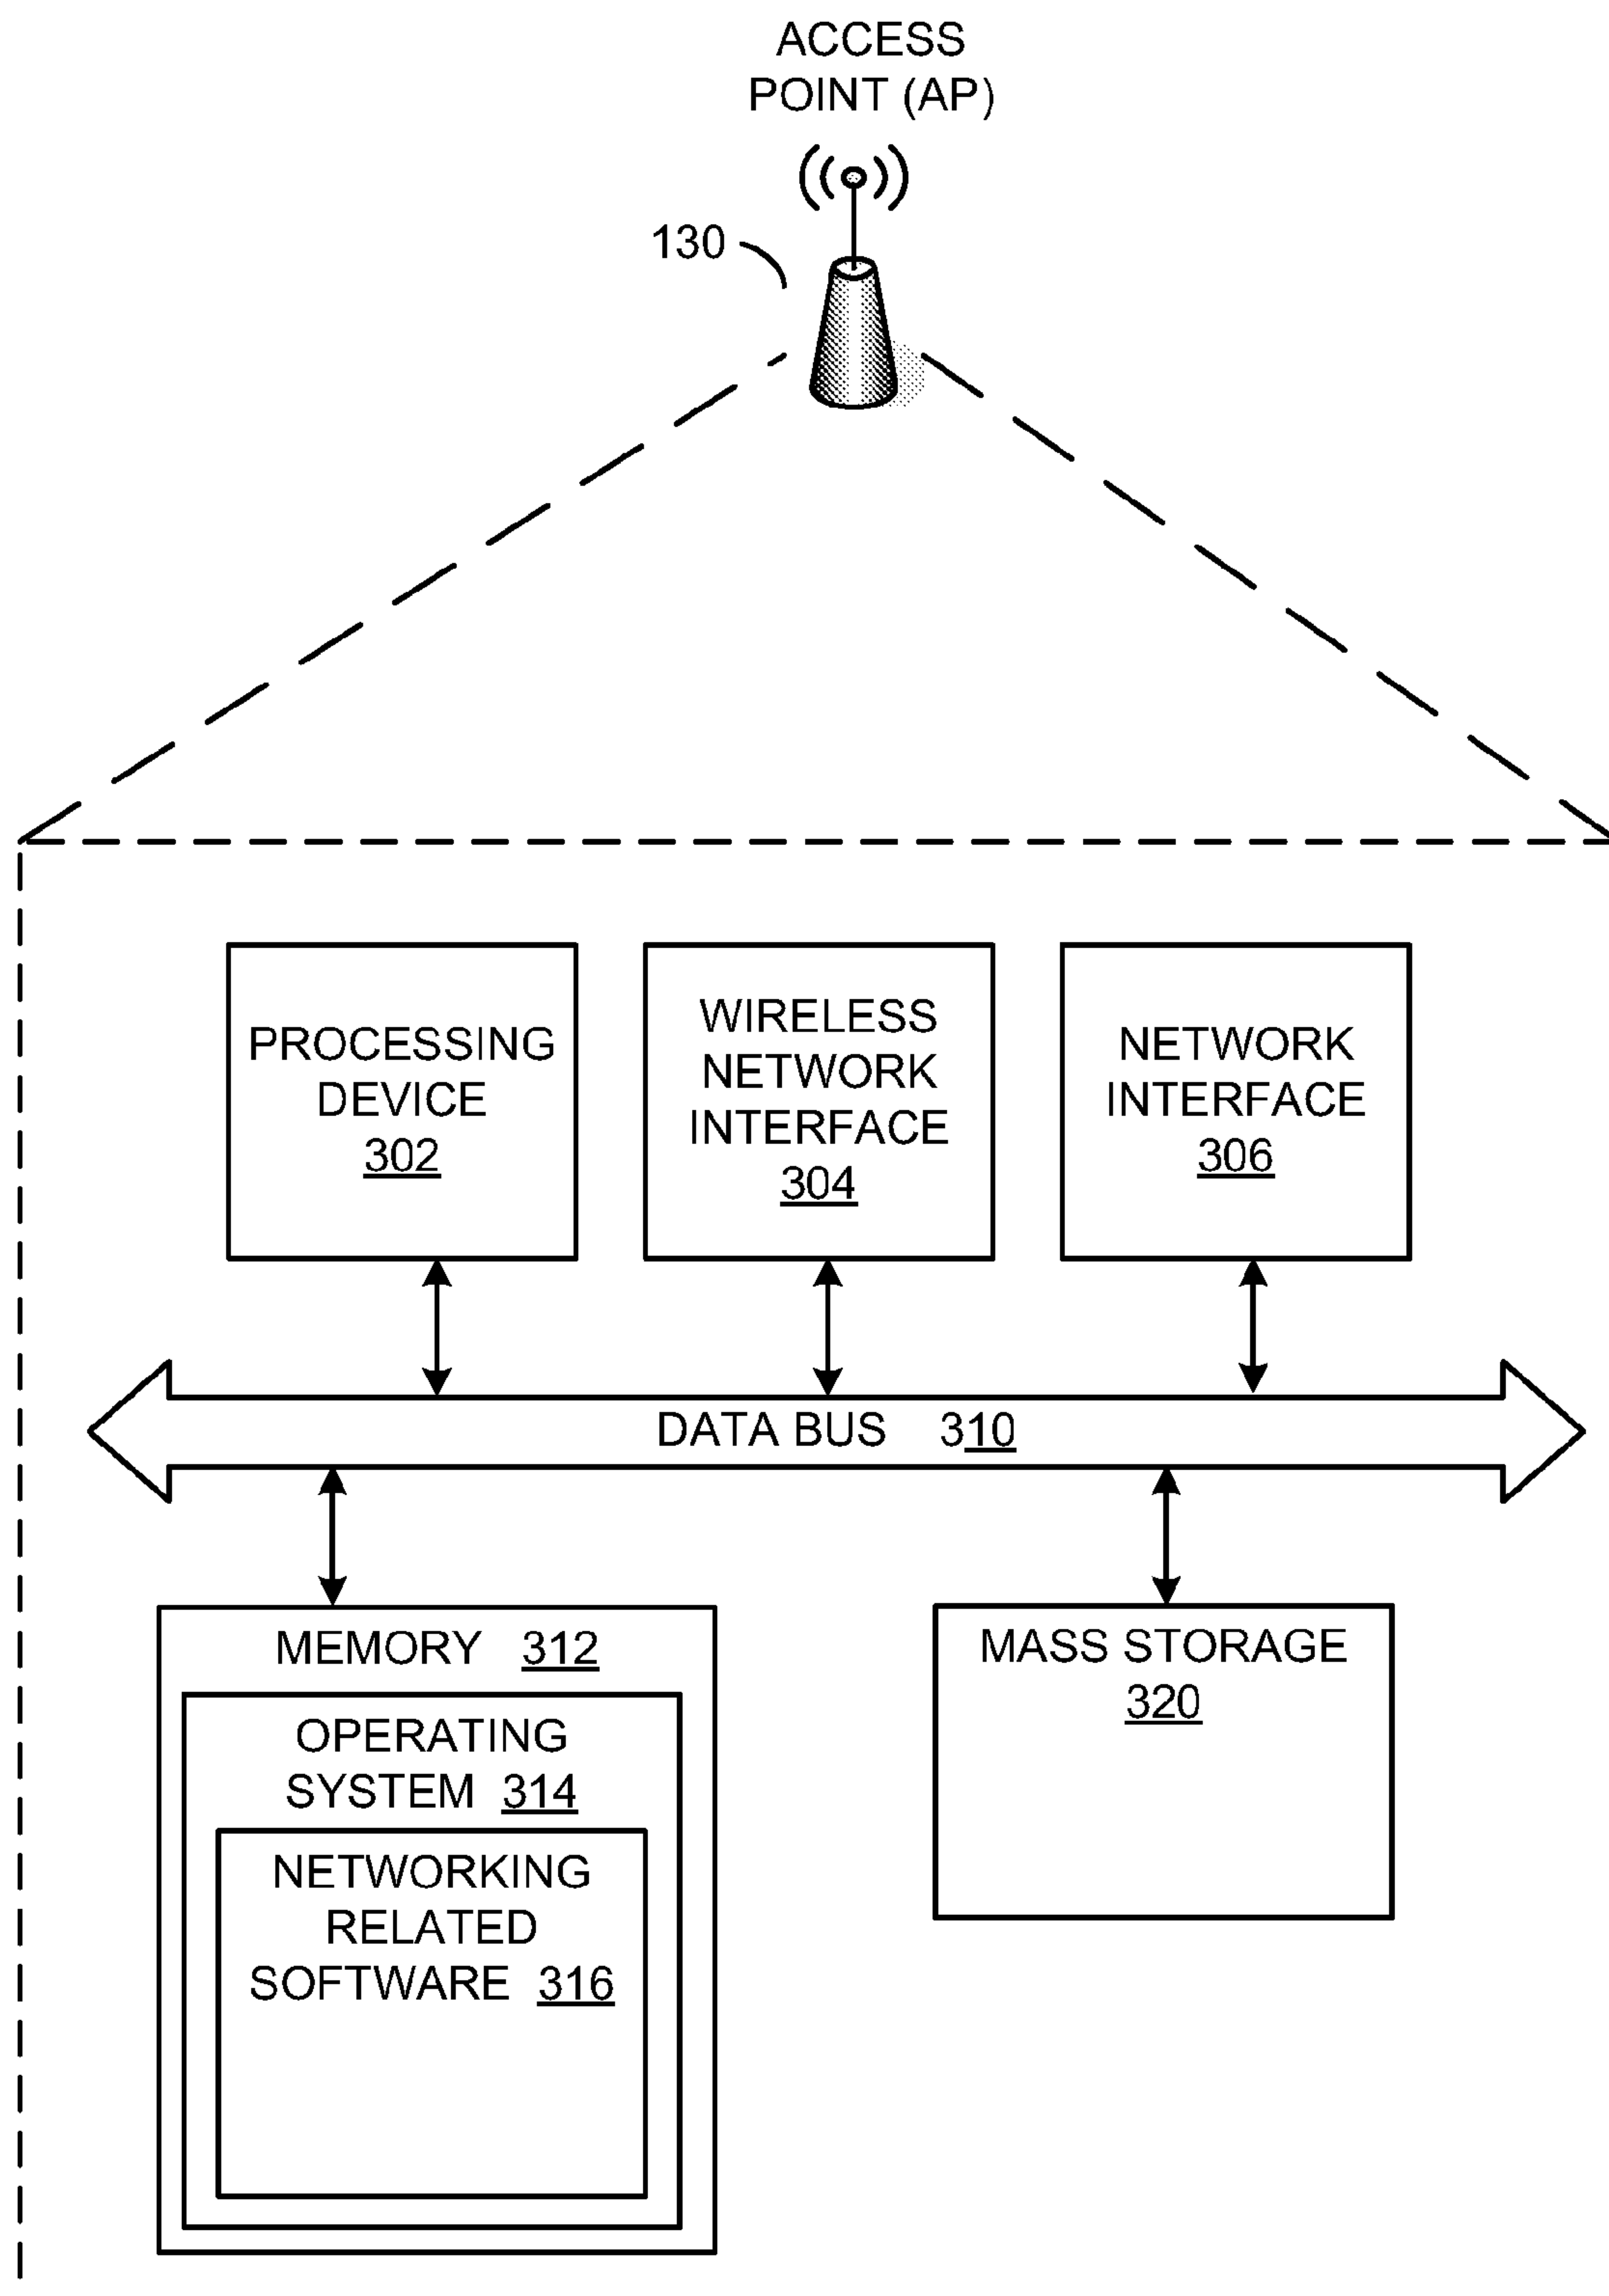 ACCESS
POINT (AP)
130
PROCESSING
DEVICE
302
WIRELESS
NETWORK
INTERFACE
304
NETWORK
INTERFACE
306
DATA BUS 310
MEMORY 312
OPERATING
SYSTEM 314
NETWORKING
RELATED
SOFTWARE 316
MASS STORAGE
320